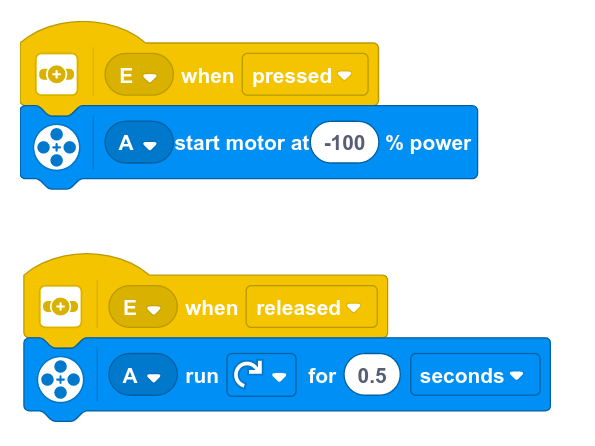 E when pressed
A start motor at -100 % power
E when released
A run for 0.5 seconds